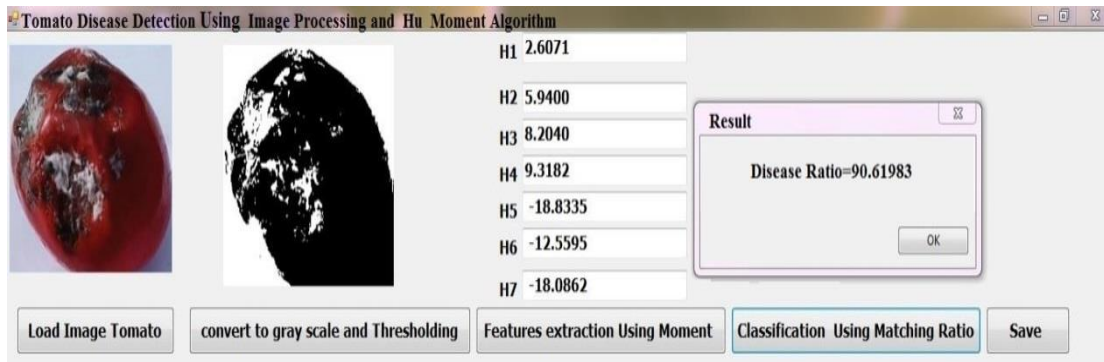 Tomato Disease Detection Using Image Processing and Hu Moment Algorithm
H1 2.6071
H2 5.9400
H3 8.2040
H4 9.3182
H5 -18.8335
H6 -12.5595
H7 -18.0862
Result
Disease Ratio=90.61983
OK
Load Image Tomato
convert to gray scale and Thresholding
Features extraction Using Moment
Classification Using Matching Ratio
Save